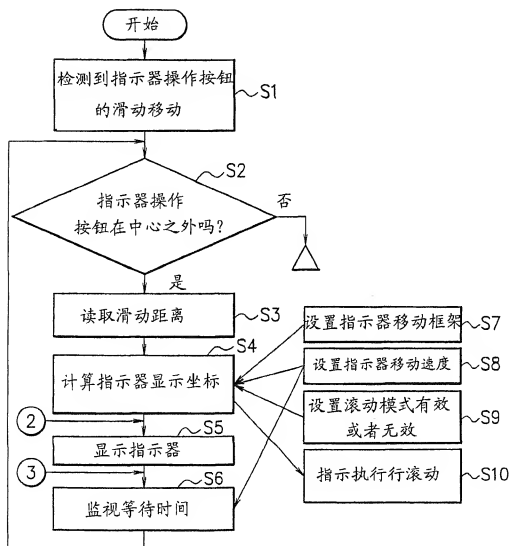 开始
检测到指示器操作按钮
的滑动移动
S1
S2
指示器操作
按钮在中心之外吗?
否
是
读取滑动距离
S3
S4
计算指示器显示坐标
2
S5
显示指示器
3
S6
监视等待时间
设置指示器移动框架
S7
设置指示器移动速度
S8
设置滚动模式有效
或者无效
S9
指示执行行滚动
S10